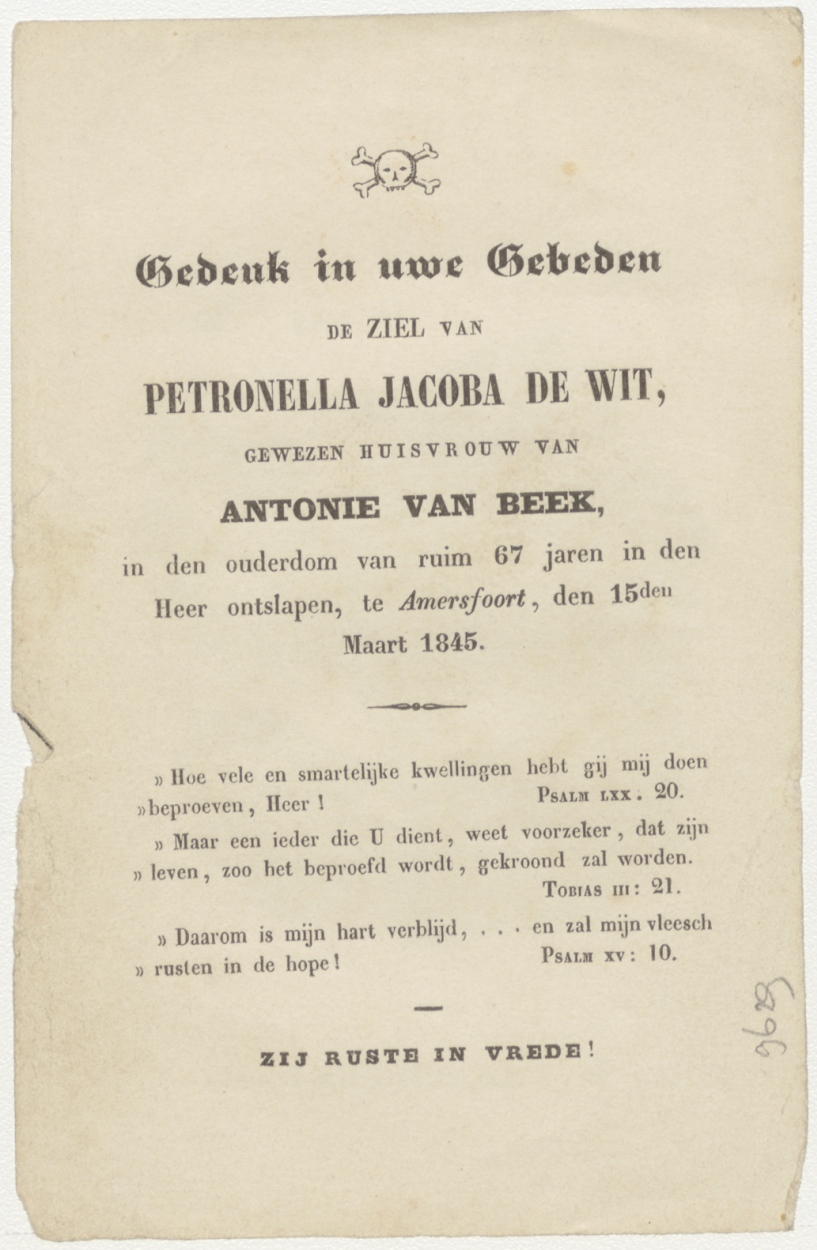 Gedenk in uwe Gebeden
DE ZIEL VAN
PETRONELLA JACOBA DE WIT,
GEWEZEN HUISVROUW VAN
ANTONIE VAN BEEK,
in den ouderdom van ruim 67 jaren in den
Heer ontslapen, te Amersfoort, den 15den
Maart 1845.
» Hoe vele en smartelijke kwellingen hebt gij mij doen
»beproeven, Heer! PSALM LXX. 20.
» Maar een ieder die U dient, weet voorzeker, dat zijn
» leven, zoo het beproefd wordt, gekroond zal worden.
TOBIAS III: 21.
» Daarom is mijn hart verblijd, . . . en zal mijn vleesch
» rusten in de hope! PSALM XV: 10.
ZIJ RUSTE IN VREDE!